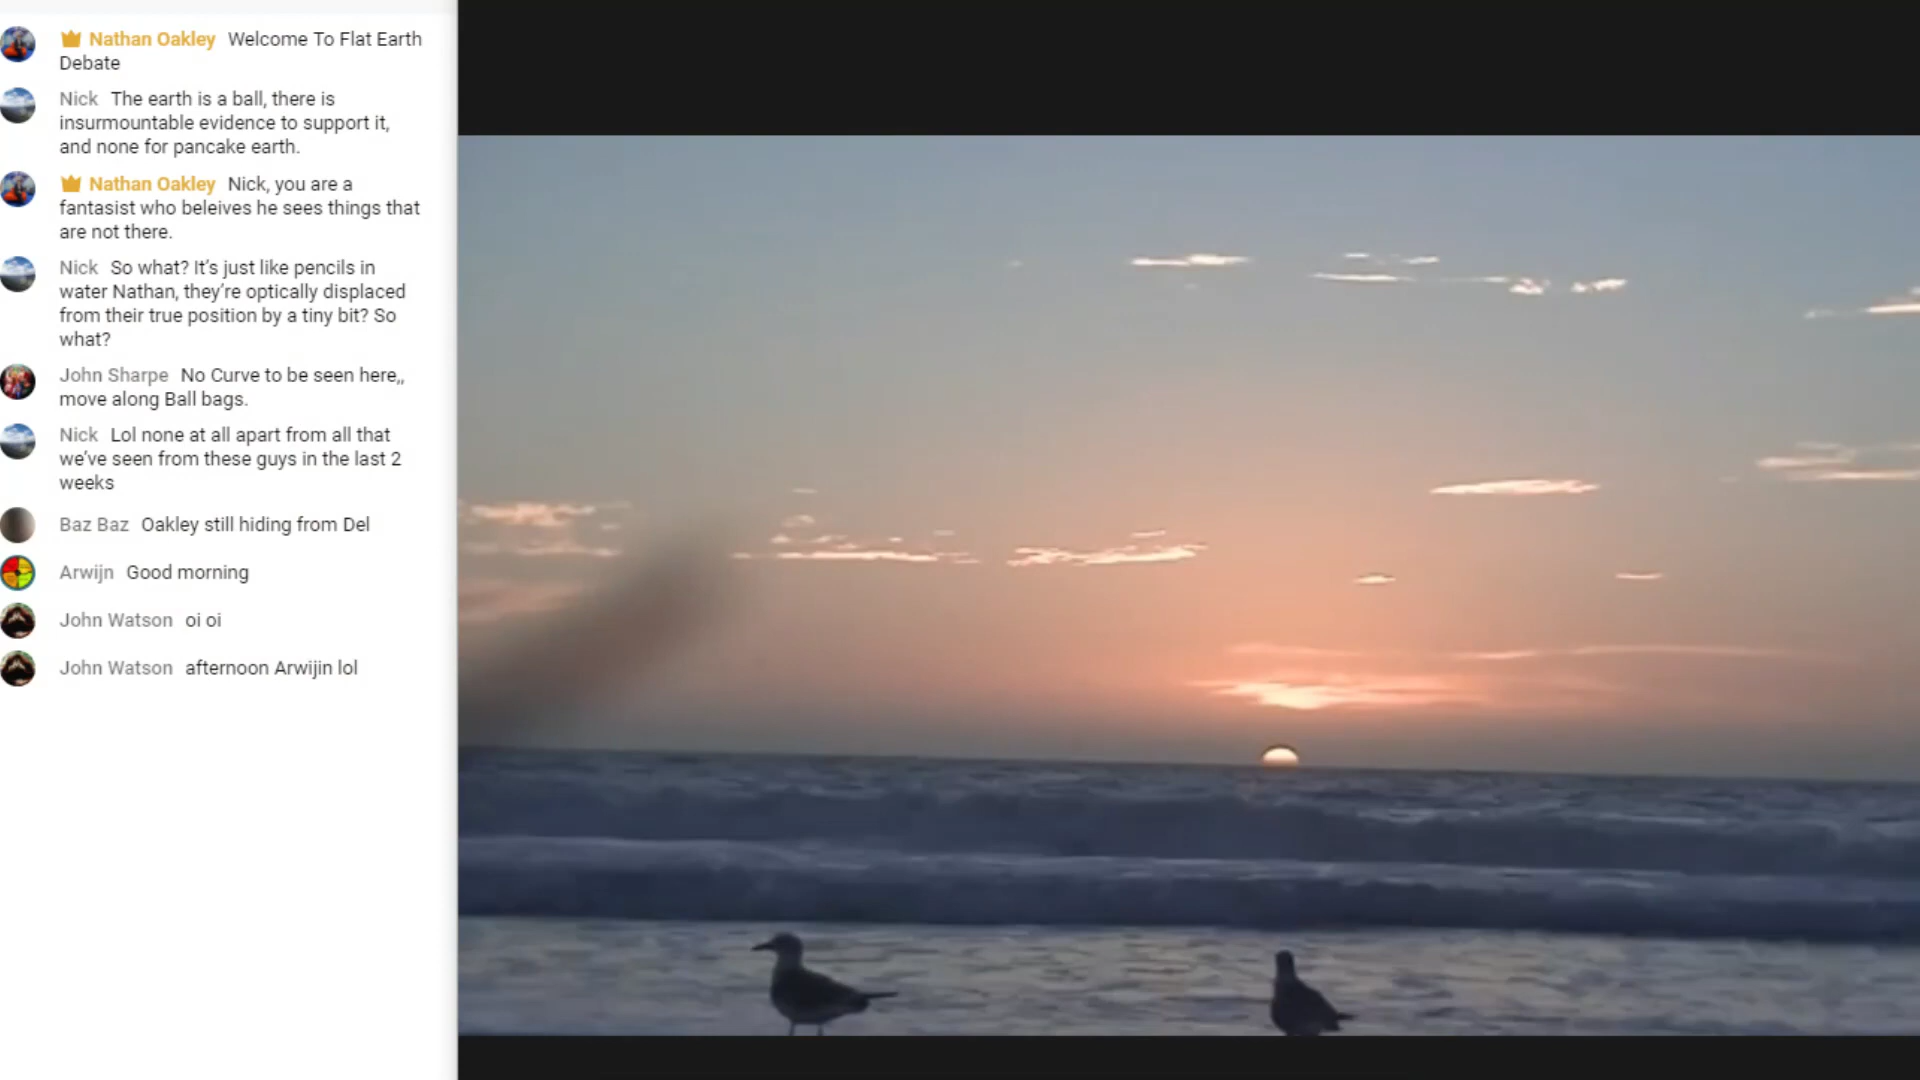 Nathan Oakley Welcome To Flat Earth
Debate
Nick The earth is a ball, there is
insurmountable evidence to support it,
and none for pancake earth.
Nathan Oakley Nick, you are a
fantasist who beleives he sees things that
are not there.
Nick So what? It’s just like pencils in
water Nathan, they’re optically displaced
from their true position by a tiny bit? So
what?
John Sharpe No Curve to be seen here,,
move along Ball bags.
Nick Lol none at all apart from all that
we’ve seen from these guys in the last 2
weeks
Baz Baz Oakley still hiding from Del
Arwijn Good morning
John Watson oi oi
John Watson afternoon Arwijin lol